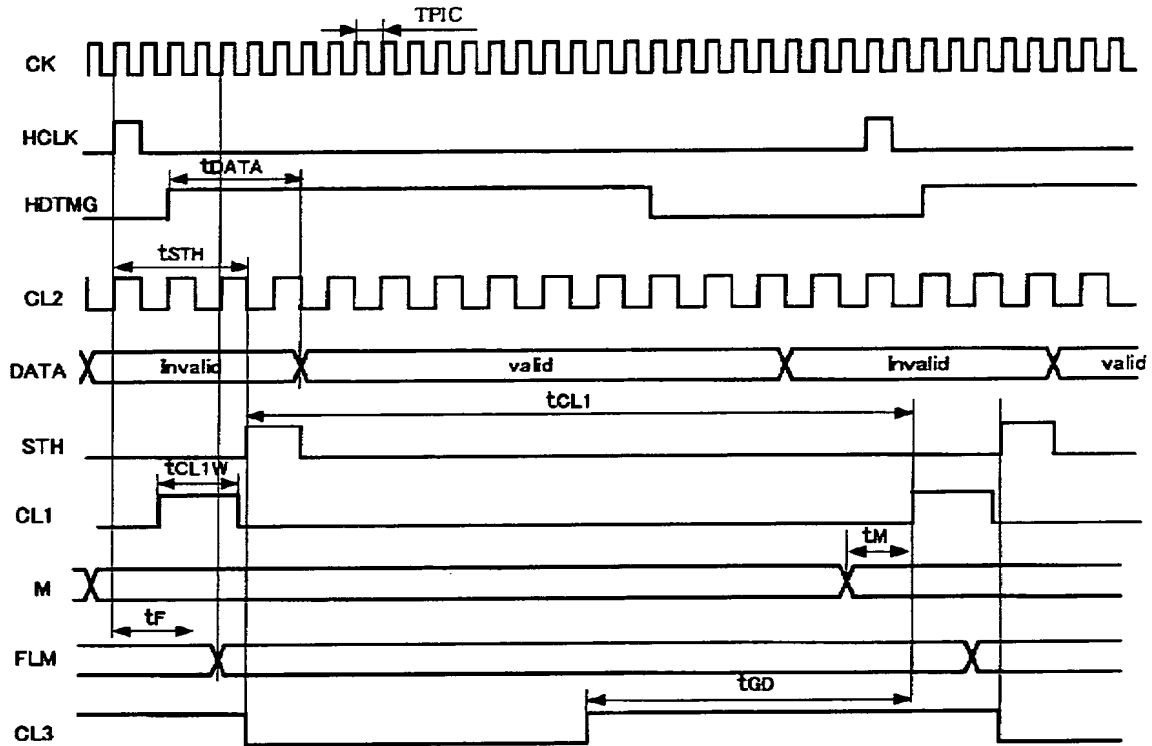 TPIC
CK
HCLK
tDATA
HDTMG
tSTH
CL2
DATA Invalid valid Invalid valid
tCL1
STH
tCL1W
CL1
tM
M
tF
FLM
tGD
CL3